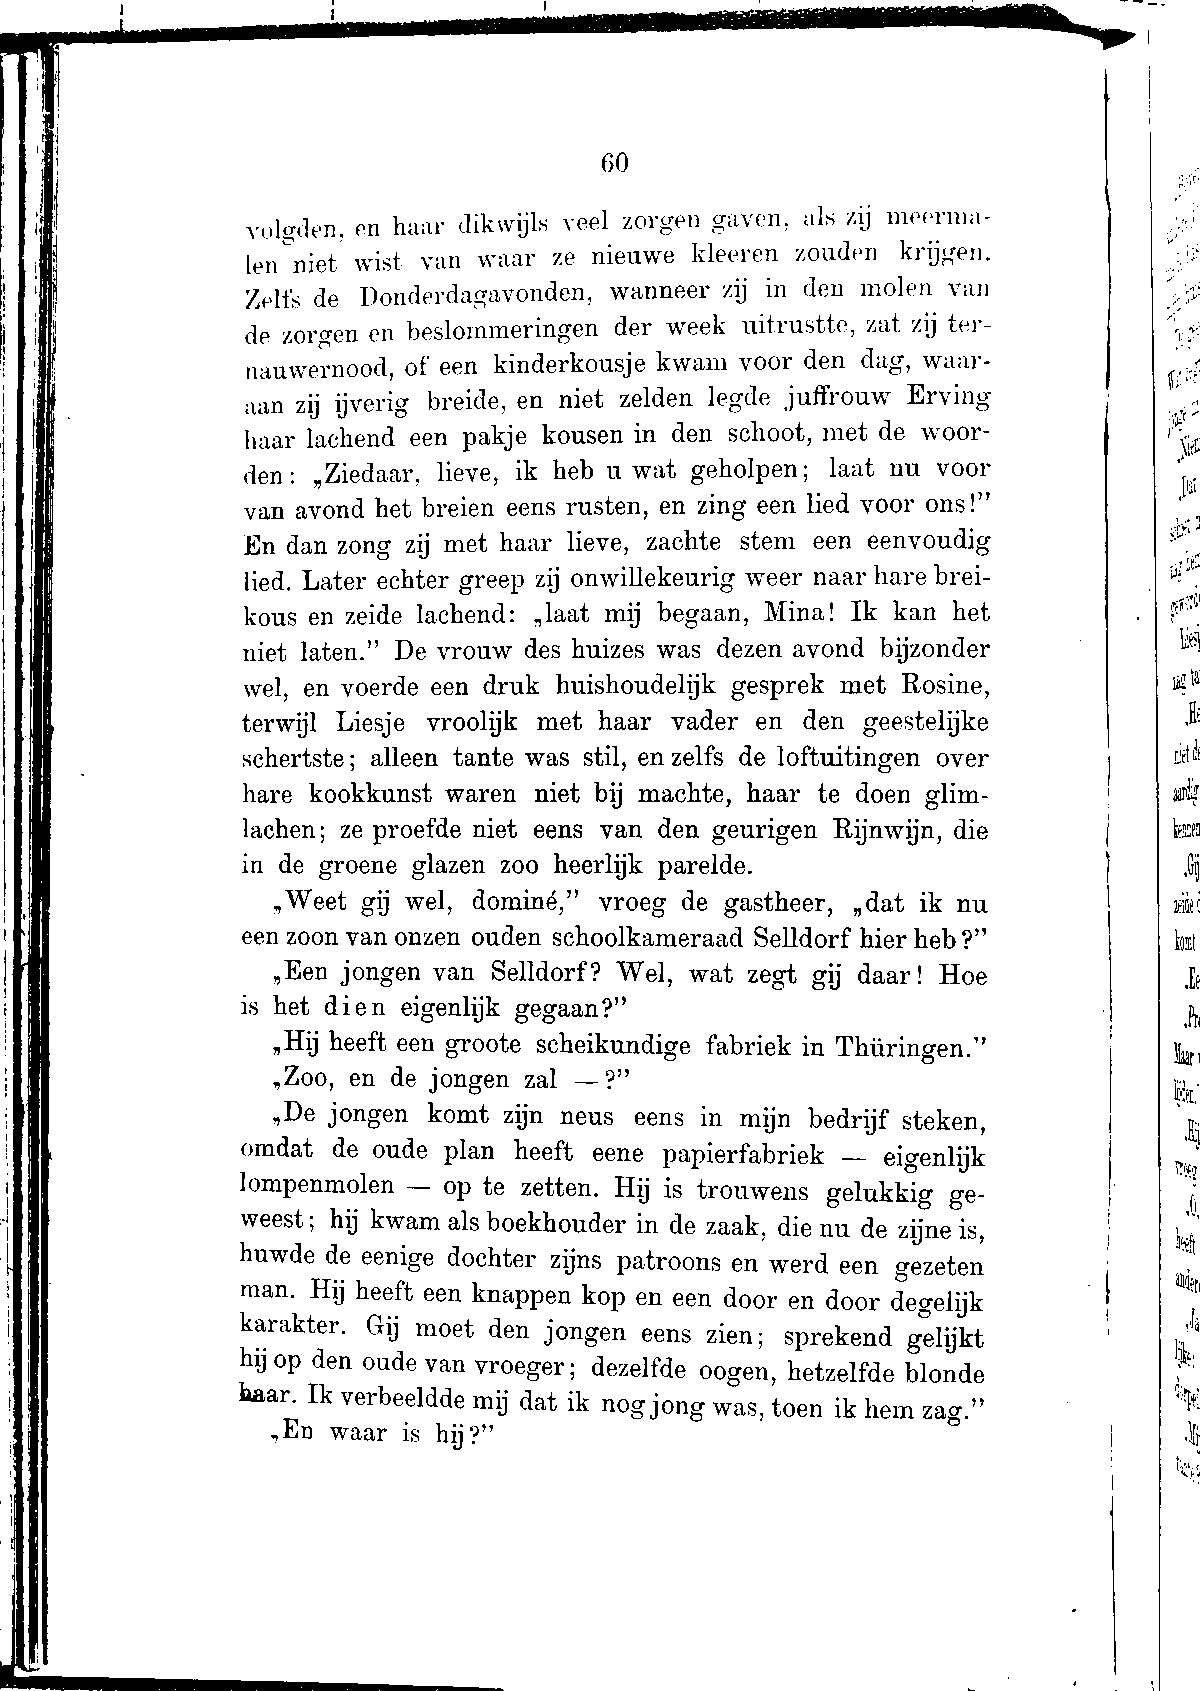 60
volgden, en haar dikwijls veel zorgen gaven, als zij meerma-
len niet wist van waar ze nieuwe kleeren zouden krijgen.
Zelfs de Donderdagavonden, wanneer zij in den molen van
de zorgen en beslommeringen der week uitrustte, zat zij ter-
nauwernood, of een kinderkousje kwam voor den dag, waar-
aan zij ijverig breide, en niet zelden legde juffrouw Erving
haar lachend een pakje kousen in den schoot, met de woor-
den: „Ziedaar, lieve, ik heb u wat geholpen; laat nu voor
van avond het breien eens rusten, en zing een lied voor ons!”
En dan zong zij met haar lieve, zachte stem een eenvoudig
lied. Later echter greep zij onwillekeurig weer naar hare brei-
kous en zeide lachend: „laat mij begaan, Mina! Ik kan het
niet laten.” De vrouw des huizes was dezen avond bijzonder
wel, en voerde een druk huishoudelijk gesprek met Rosine,
terwijl Liesje vroolijk met haar vader en den geestelijke
schertste; alleen tante was stil, en zelfs de loftuitingen over
hare kookkunst waren niet bij machte, haar te doen glim-
lachen; ze proefde niet eens van den geurigen Rijnwijn, die
in de groene glazen zoo heerlijk parelde.
„Weet gij wel, dominé,” vroeg de gastheer, „dat ik nu
een zoon van onzen ouden schoolkameraad Selldorf hier heb?”
„Een jongen van Selldorf? Wel, wat zegt gij daar! Hoe
is het dien eigenlijk gegaan?”
„Hij heeft een groote scheikundige fabriek in Thüringen.”
„Zoo, en de jongen zal — ?”
„De jongen komt zijn neus eens in mijn bedrijf steken,
omdat de oude plan heeft eene papierfabriek — eigenlijk
lompenmolen — op te zetten. Hij is trouwens gelukkig ge-
weest; hij kwam als boekhouder in de zaak, die nu de zijne is,
huwde de eenige dochter zijns patroons en werd een gezeten
man. Hij heeft een knappen kop en een door en door degelijk
karakter. Gij moet den jongen eens zien; sprekend gelijkt
hij op den oude van vroeger; dezelfde oogen, hetzelfde blonde
haar. Ik verbeeldde mij dat ik nog jong was, toen ik hem zag.”
„En waar is hij?”